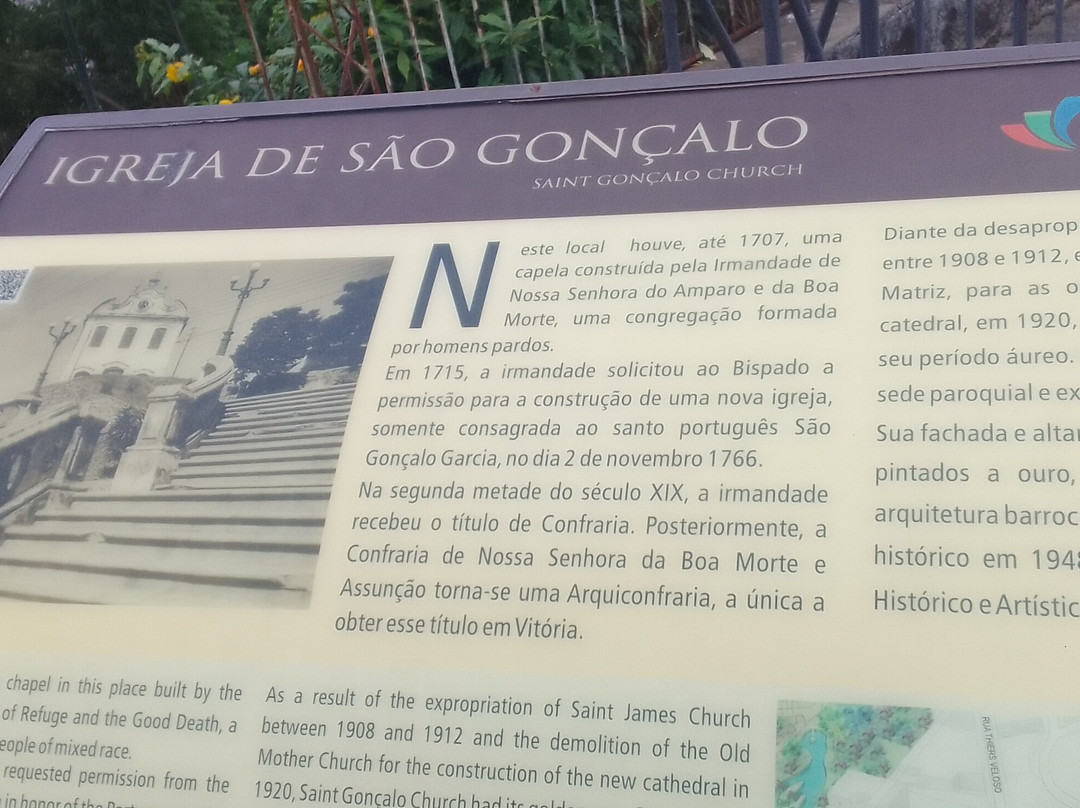 IGREJA DE SÃO GONÇALO
SAINT GONÇALO CHURCH
Neste local houve, até 1707, uma
capela construída pela Irmandade de
Nossa Senhora do Amparo e da Boa
Morte, uma congregação formada
por homens pardos.
Em 1715, a irmandade solicitou ao Bispado a
permissão para a construção de uma nova igreja,
somente consagrada ao santo português São
Gonçalo Garcia, no dia 2 de novembro 1766.
Na segunda metade do século XIX, a irmandade
recebeu o título de Confraria. Posteriormente, a
Confraria de Nossa Senhora da Boa Morte e
Assunção torna-se uma Arquiconfraria, a única a
obter esse título em Vitória.
Diante da desaprop
entre 1908 e 1912, e
Matriz, para as o
catedral, em 1920,
seu período áureo.
sede paroquial e ex
Sua fachada e altar
pintados a ouro,
arquitetura barroc
histórico em 1948
Histórico e Artístic
chapel in this place built by the
of Refuge and the Good Death, a
eople of mixed race.
requested permission from the
in honor of the Port
As a result of the expropriation of Saint James Church
between 1908 and 1912 and the demolition of the Old
Mother Church for the construction of the new cathedral in
1920, Saint Gonçalo Church had its
RUA THIERS VELOSO